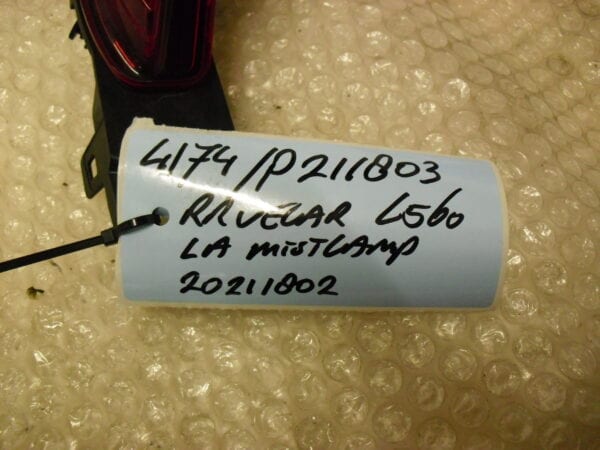 4174/P211803
RRVELAR L560
LA MISTLAMP
20211802